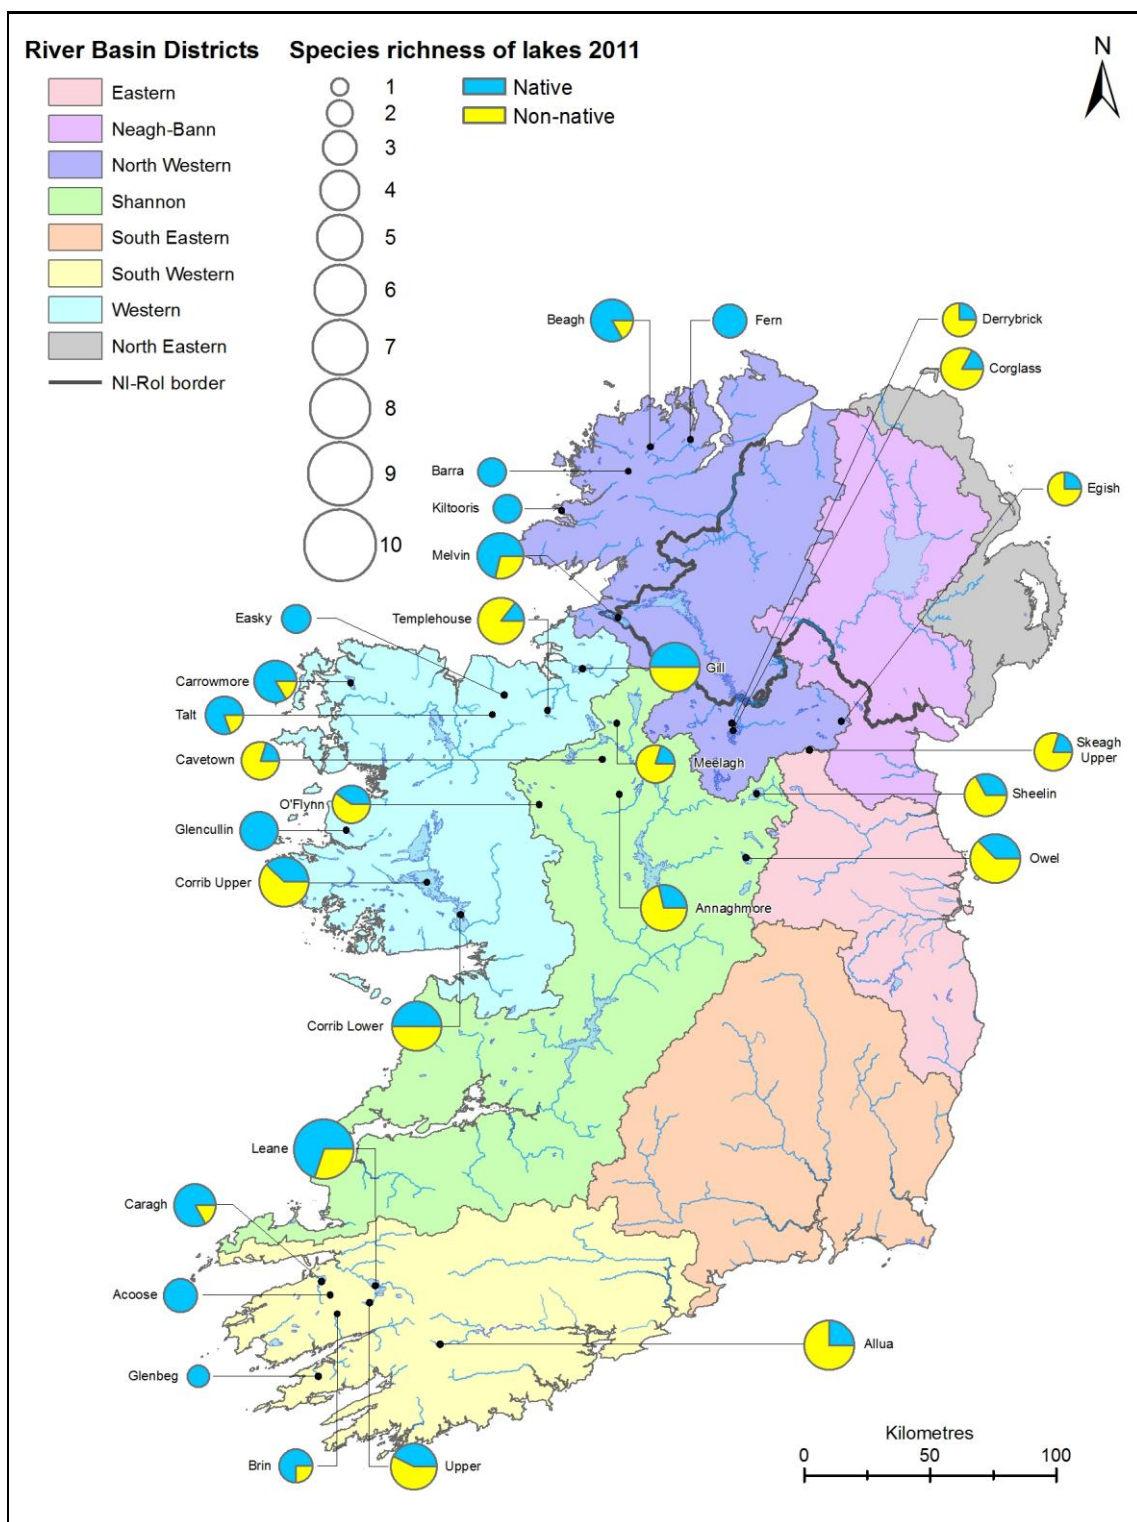 River Basin Districts
Eastern
Neagh-Bann
North Western
Shannon
South Eastern
South Western
Western
North Eastern
NI-RoI border
Species richness of lakes 2011
1
2
3
4
5
6
7
8
9
10
Native
Non-native
N
Beagh
Fern
Derrybrick
Corglass
Barra
Egish
Kiltooris
Melvin
Easky
Templehouse
Gill
Carrowmore
Talt
Cavetown
Meelagh
Skeagh
Upper
O'Flynn
Sheelin
Glencullin
Owel
Corrib Upper
Annaghmore
Corrib Lower
Leane
Caragh
Acoose
Allua
Glenbeg
Brin
Upper
Kilometres
0 50 100